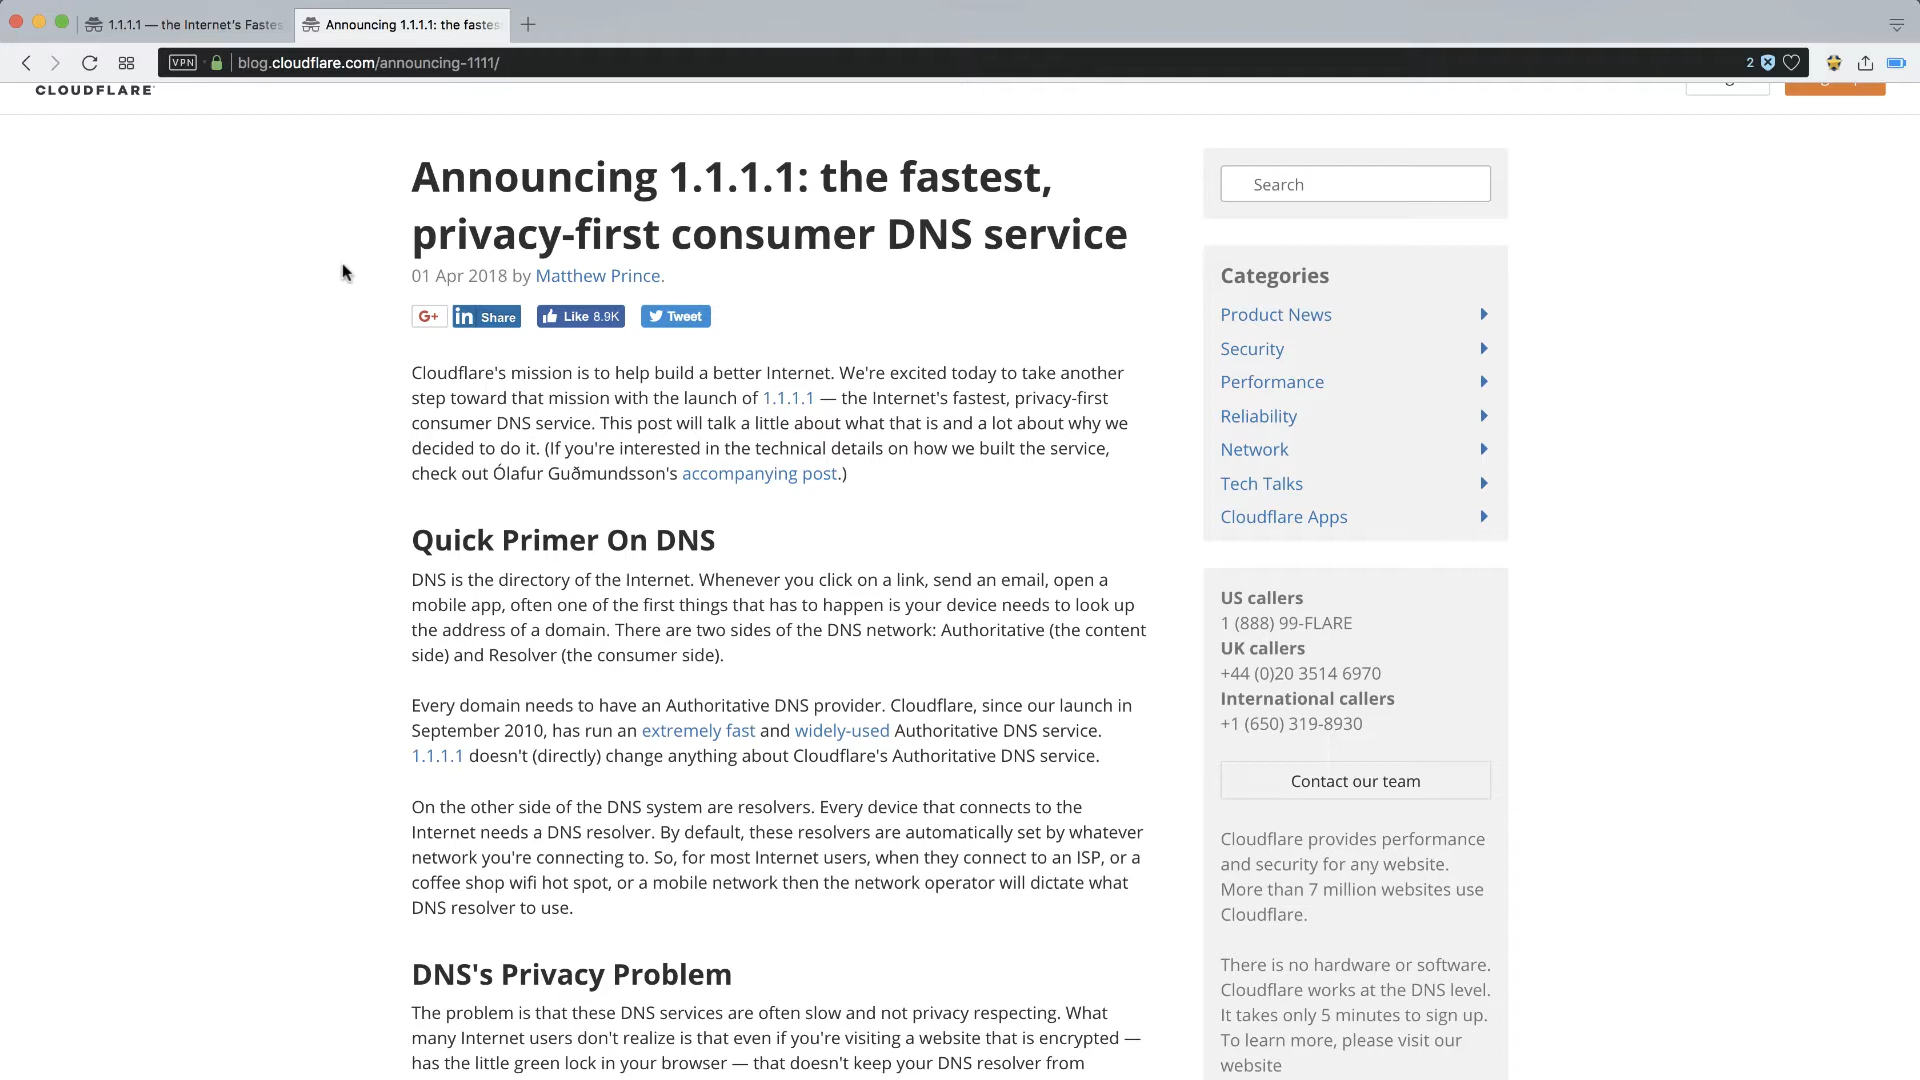 1.1.1.1 — the Internet's Fastes
Announcing 1.1.1.1: the fastes
VPN
blog.cloudflare.com/announcing-1111/
2
CLOUDFLARE
Announcing 1.1.1.1: the fastest,
privacy-first consumer DNS service
01 Apr 2018 by Matthew Prince.
G+
in Share
Like 8.9K
Tweet
Cloudflare's mission is to help build a better Internet. We're excited today to take another
step toward that mission with the launch of 1.1.1.1 — the Internet's fastest, privacy-first
consumer DNS service. This post will talk a little about what that is and a lot about why we
decided to do it. (If you're interested in the technical details on how we built the service,
check out Ólafur Guðmundsson's accompanying post.)
Quick Primer On DNS
DNS is the directory of the Internet. Whenever you click on a link, send an email, open a
mobile app, often one of the first things that has to happen is your device needs to look up
the address of a domain. There are two sides of the DNS network: Authoritative (the content
side) and Resolver (the consumer side).
Every domain needs to have an Authoritative DNS provider. Cloudflare, since our launch in
September 2010, has run an extremely fast and widely-used Authoritative DNS service.
1.1.1.1 doesn't (directly) change anything about Cloudflare's Authoritative DNS service.
On the other side of the DNS system are resolvers. Every device that connects to the
Internet needs a DNS resolver. By default, these resolvers are automatically set by whatever
network you're connecting to. So, for most Internet users, when they connect to an ISP, or a
coffee shop wifi hot spot, or a mobile network then the network operator will dictate what
DNS resolver to use.
DNS's Privacy Problem
The problem is that these DNS services are often slow and not privacy respecting. What
many Internet users don't realize is that even if you're visiting a website that is encrypted —
has the little green lock in your browser — that doesn't keep your DNS resolver from
Search
Categories
Product News
Security
Performance
Reliability
Network
Tech Talks
Cloudflare Apps
US callers
1 (888) 99-FLARE
UK callers
+44 (0)20 3514 6970
International callers
+1 (650) 319-8930
Contact our team
Cloudflare provides performance
and security for any website.
More than 7 million websites use
Cloudflare.
There is no hardware or software.
Cloudflare works at the DNS level.
It takes only 5 minutes to sign up.
To learn more, please visit our
website